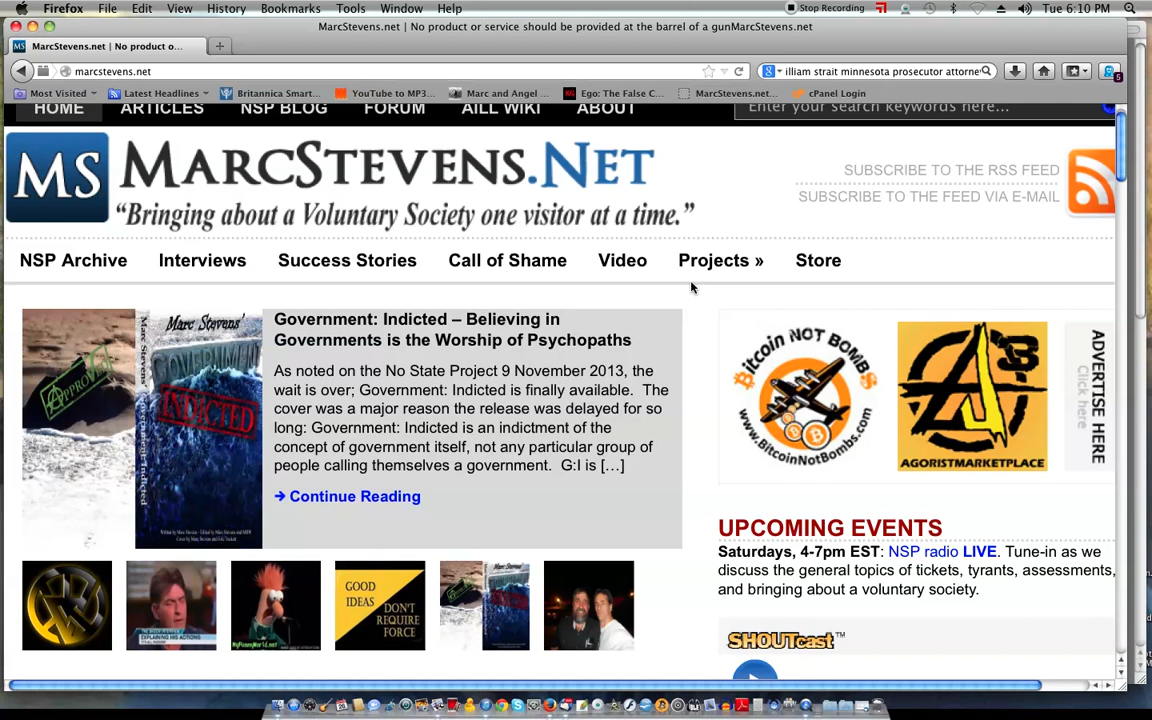 Firefox File Edit View History Bookmarks Tools Window Help Stop Recording Tue 6:10 PM
MarcStevens.net | No product or service should be provided at the barrel of a gunMarcStevens.net
MS MarcStevens.net | No product o...
marcstevens.net illiam strait minnesota prosecutor attorne
Most Visited Latest Headlines Britannica Smart... YouTube to MP3... Marc and Angel ... Ego: The False C... MarcStevens.net... cPanel Login
HOME ARTICLES NSP BLOG FORUM AILL WIKI ABOUT Enter your search keywords here...
MS MARCSTEVENS.NET
“Bringing about a Voluntary Society one visitor at a time.”
SUBSCRIBE TO THE RSS FEED
SUBSCRIBE TO THE FEED VIA E-MAIL
NSP Archive Interviews Success Stories Call of Shame Video Projects » Store
APPROVED
Marc Stevens'
GOVERNMENT:
INDICTED
Marc Stevens' Government: Indicted
Government: Indicted – Believing in
Governments is the Worship of Psychopaths
As noted on the No State Project 9 November 2013, the
wait is over; Government: Indicted is finally available. The
cover was a major reason the release was delayed for so
long: Government: Indicted is an indictment of the
concept of government itself, not any particular group of
people calling themselves a government. G:I is […]
→ Continue Reading
BITCOIN NOT BOMBS
www.BitcoinNotBombs.com
A3
AGORISTMARKETPLACE
ADVERTISE HERE
Click here
UPCOMING EVENTS
Saturdays, 4-7pm EST: NSP radio LIVE. Tune-in as we
discuss the general topics of tickets, tyrants, assessments,
and bringing about a voluntary society.
EXPLAINING HIS ACTIONS
GOOD
IDEAS
DON'T
REQUIRE
FORCE
SHOUTcast™